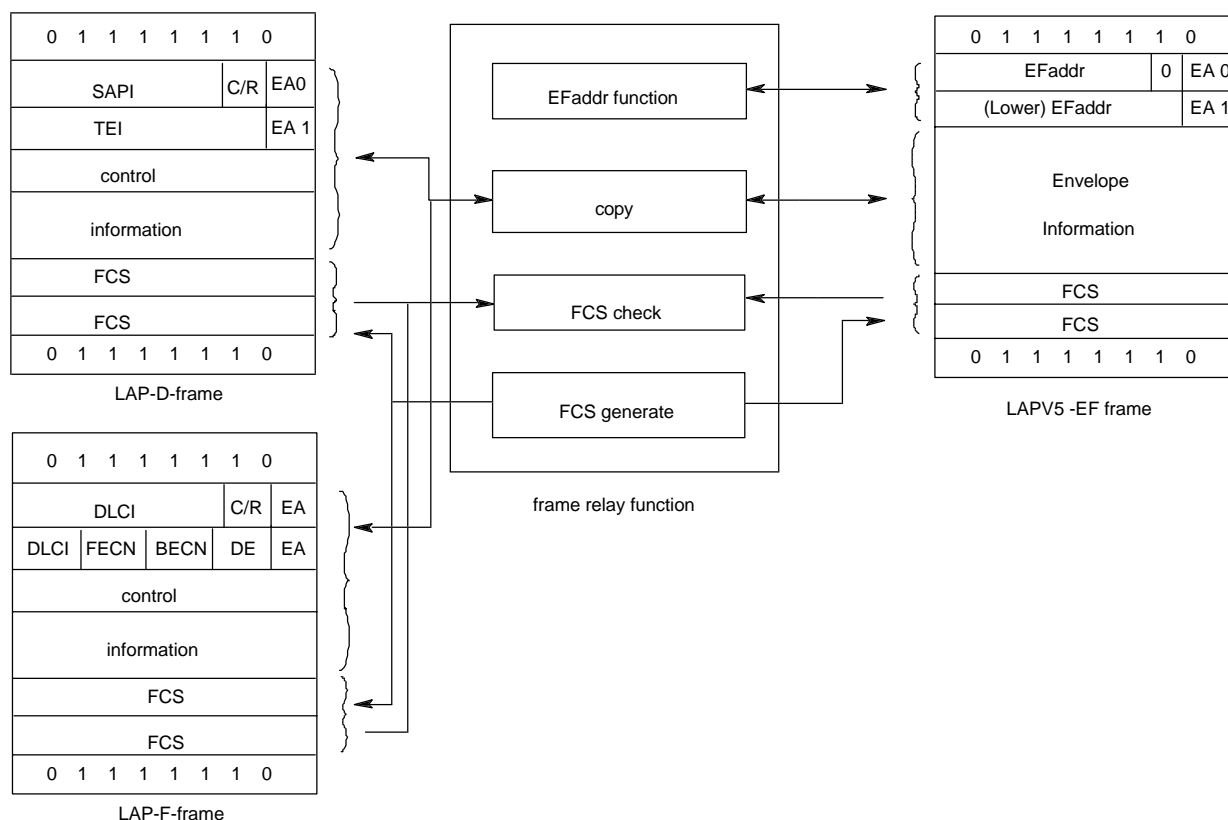 0 1 1 1 1 1 1 0
SAPI C/R EA0
TEI EA 1
control
information
FCS
FCS
0 1 1 1 1 1 1 0
LAP-D-frame
0 1 1 1 1 1 1 0
DLCI C/R EA
DLCI FECN BECN DE EA
control
information
FCS
FCS
0 1 1 1 1 1 1 0
LAP-F-frame
EFaddr function
copy
FCS check
FCS generate
frame relay function
0 1 1 1 1 1 1 0
EFaddr 0 EA 0
(Lower) EFaddr EA 1
Envelope
Information
FCS
FCS
0 1 1 1 1 1 1 0
LAPV5 -EF frame